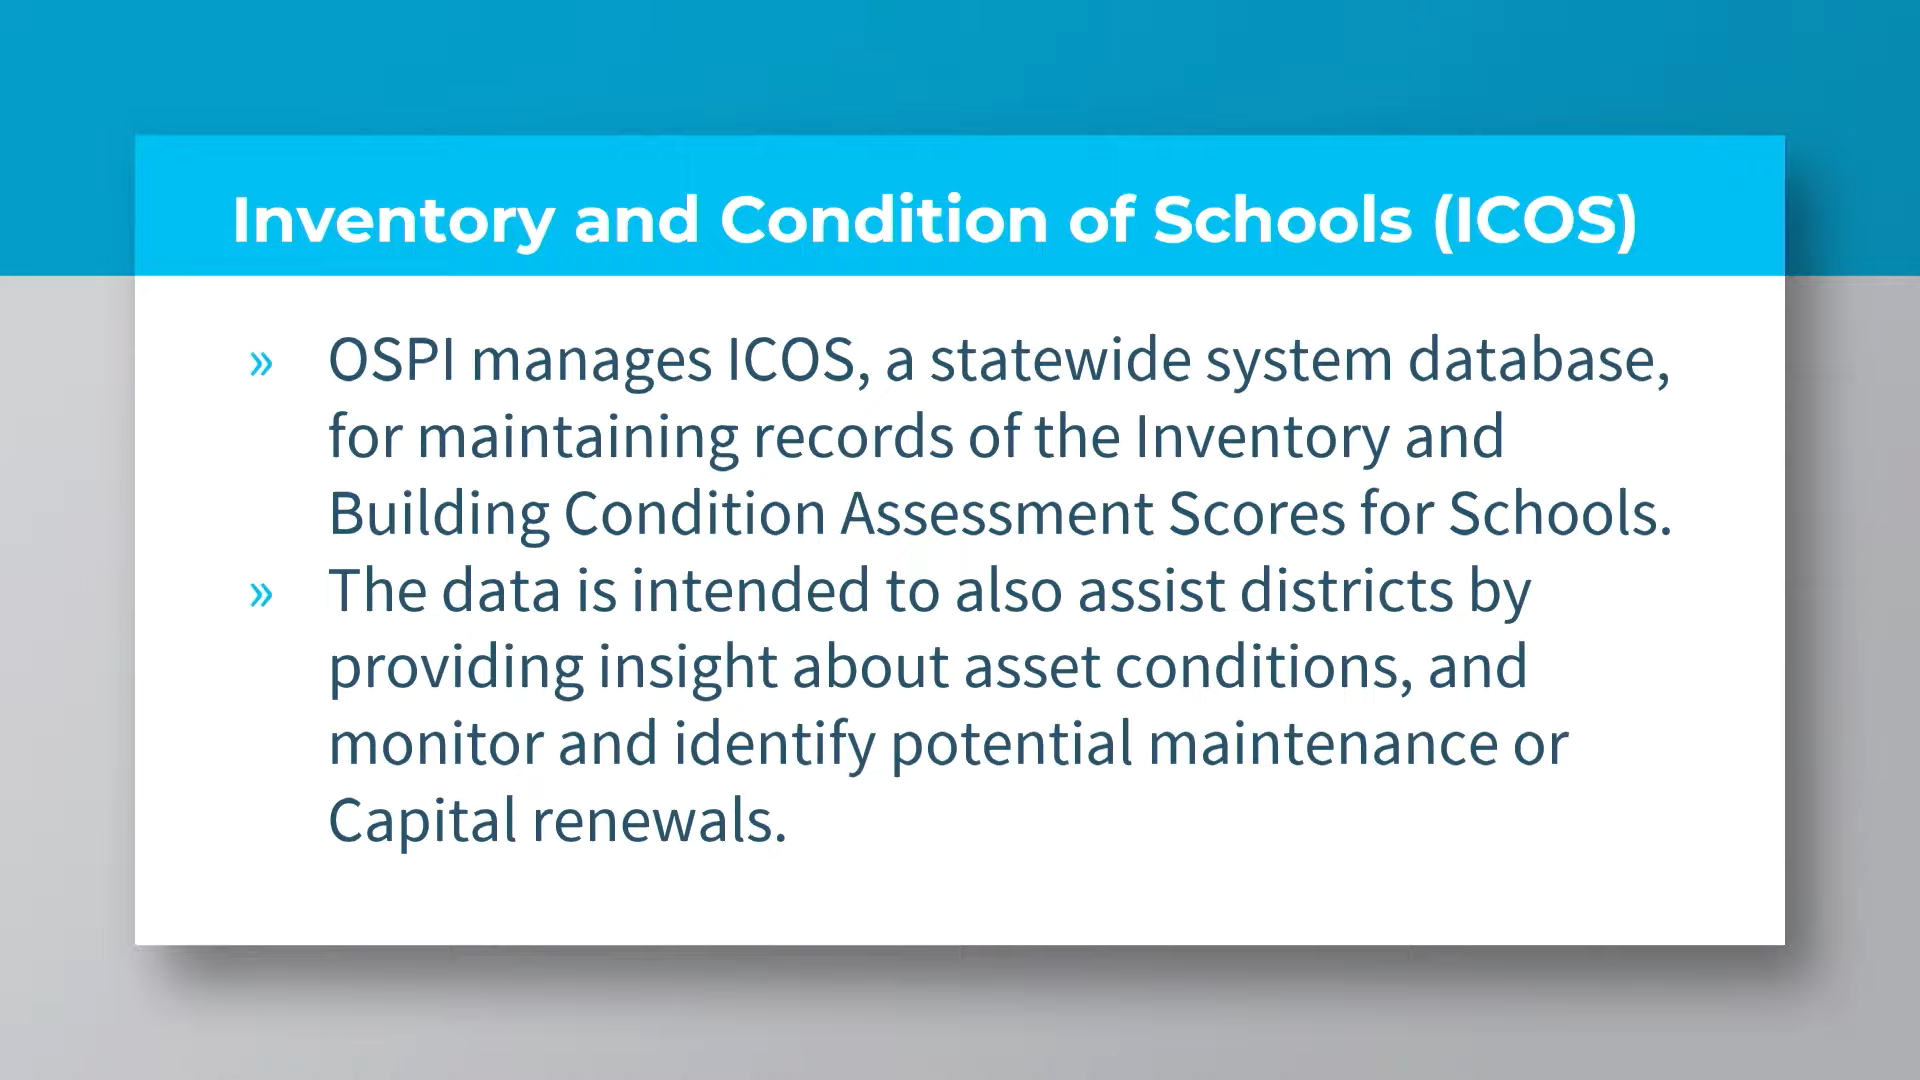 Inventory and Condition of Schools (ICOS)
» OSPI manages ICOS, a statewide system database,
for maintaining records of the Inventory and
Building Condition Assessment Scores for Schools.
» The data is intended to also assist districts by
providing insight about asset conditions, and
monitor and identify potential maintenance or
Capital renewals.